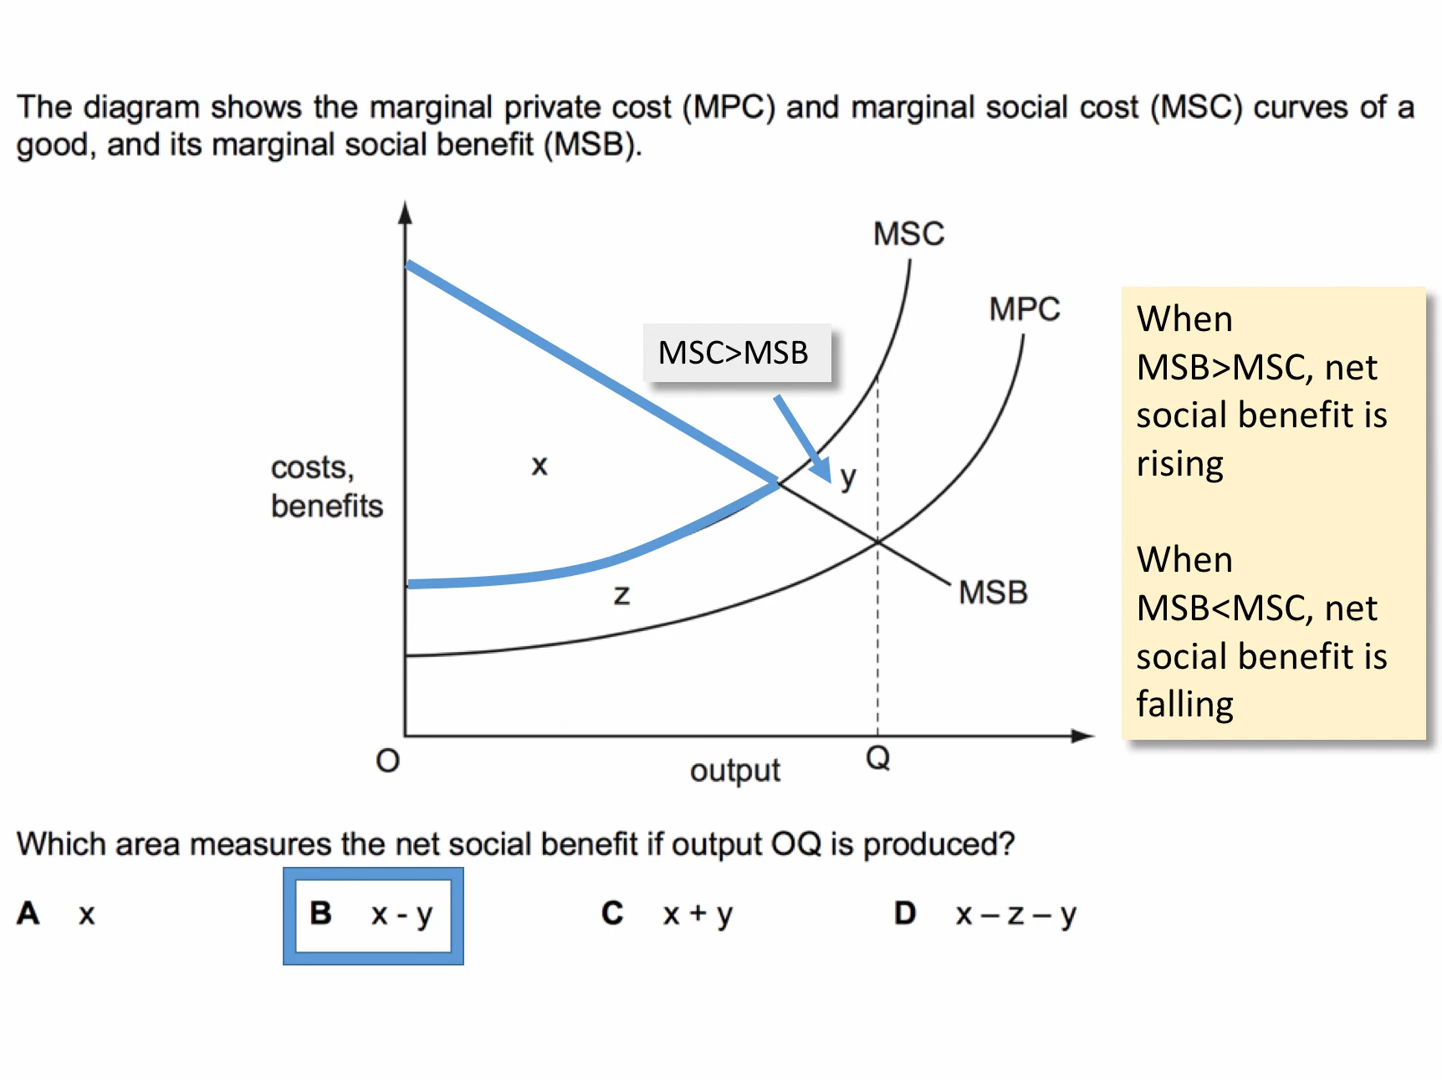 The diagram shows the marginal private cost (MPC) and marginal social cost (MSC) curves of a
good, and its marginal social benefit (MSB).
MSC
MPC
MSC>MSB
costs,
benefits
x
y
z
MSB
O
output
Q
When
MSB>MSC, net
social benefit is
rising
When
MSB<MSC, net
social benefit is
falling
Which area measures the net social benefit if output OQ is produced?
A x
B x - y
C x + y
D x – z – y